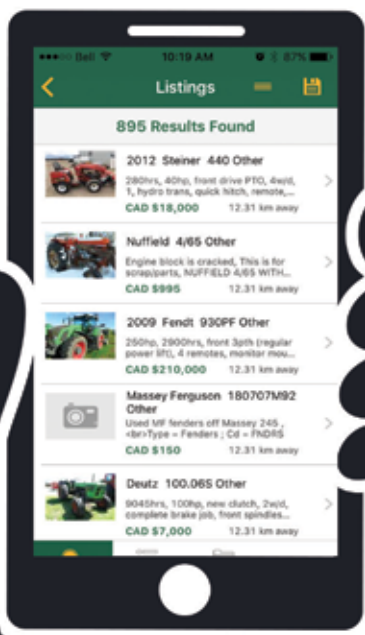 Bell 10:19 AM 87%
Listings
895 Results Found
2012 Steiner 440 Other
280hrs, 40hp, front drive PTO, 4w/d,
1, hydro trans, quick hitch, remote,...
CAD $18,000 12.31 km away
Nuffield 4/65 Other
Engine block is cracked, This is for
scrap/parts, NUFFIELD 4/65 WITH...
CAD $995 12.31 km away
2009 Fendt 930PF Other
250hp, 2900hrs, front 3pth (regular
power lift), 4 remotes, monitor mou...
CAD $210,000 12.31 km away
Massey Ferguson 180707M92
Other
Used MF fenders off Massey 245 ,
<br>Type = Fenders ; Cd = FNDRS
CAD $150 12.31 km away
Deutz 100.06S Other
9045hrs, 100hp, new clutch, 2w/d,
complete brake job, front spindles...
CAD $7,000 12.31 km away